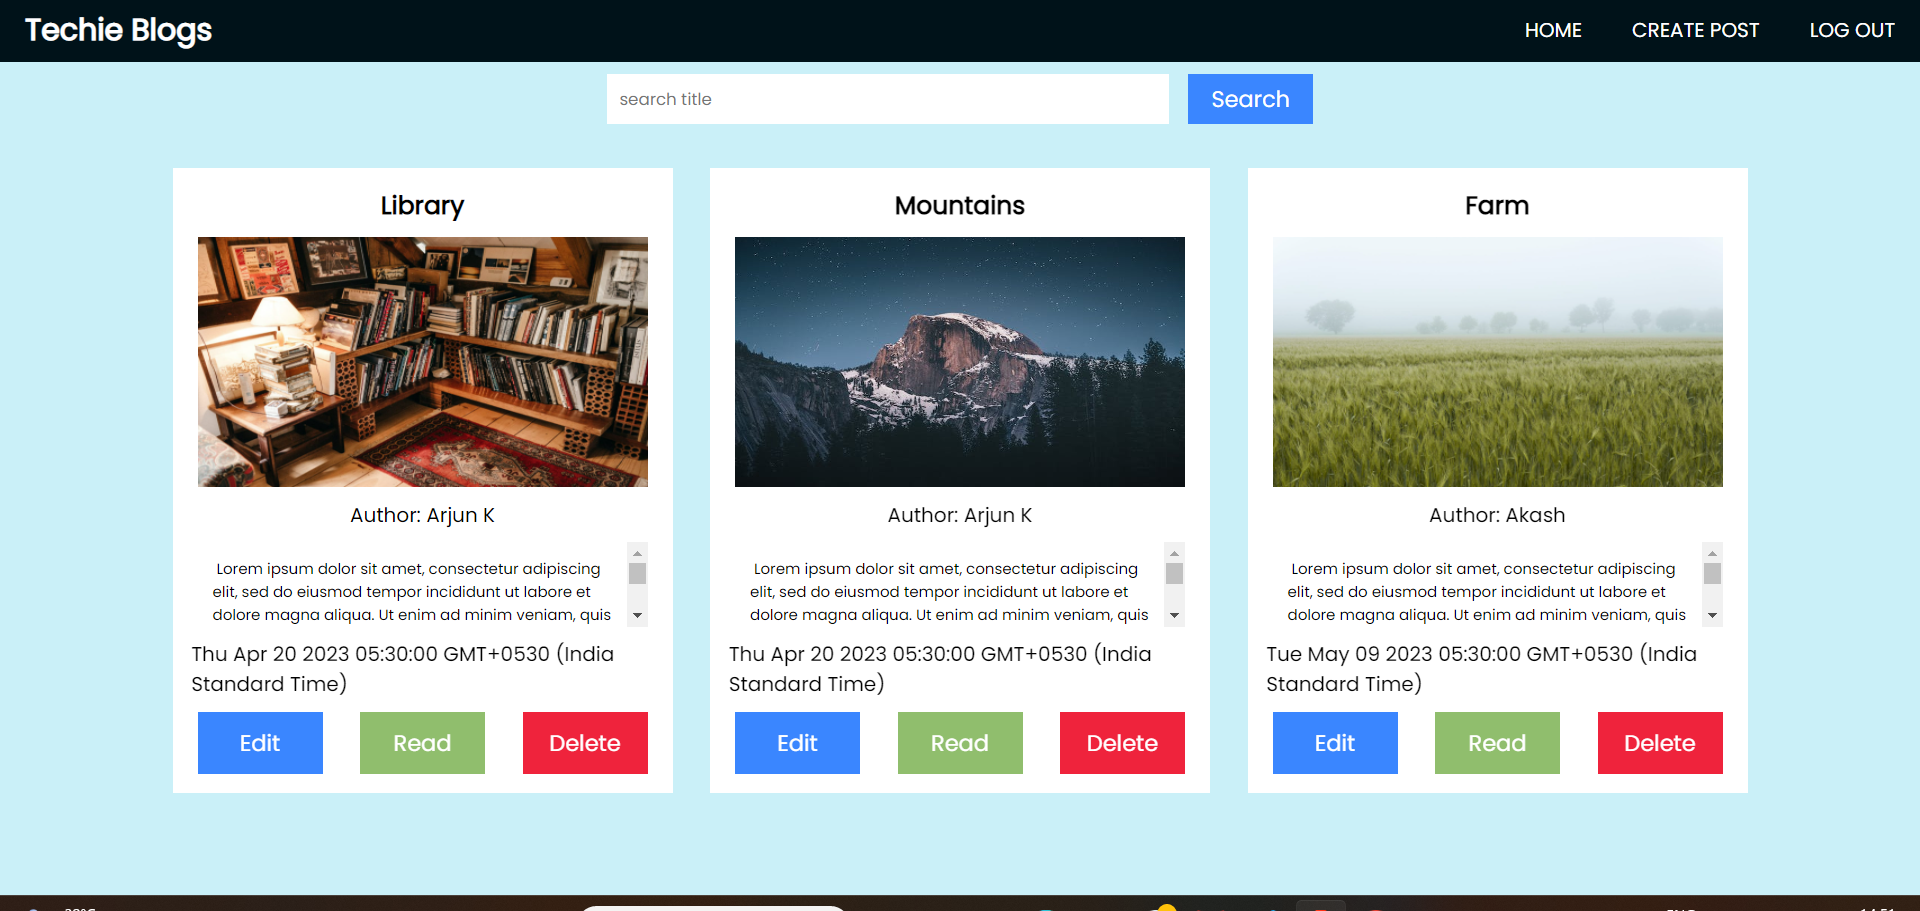 Techie Blogs
HOME
CREATE POST
LOG OUT
search title
Search
Library
Author: Arjun K
Lorem ipsum dolor sit amet, consectetur adipiscing
elit, sed do eiusmod tempor incididunt ut labore et
dolore magna aliqua. Ut enim ad minim veniam, quis
Thu Apr 20 2023 05:30:00 GMT+0530 (India
Standard Time)
Edit
Read
Delete
Mountains
Author: Arjun K
Lorem ipsum dolor sit amet, consectetur adipiscing
elit, sed do eiusmod tempor incididunt ut labore et
dolore magna aliqua. Ut enim ad minim veniam, quis
Thu Apr 20 2023 05:30:00 GMT+0530 (India
Standard Time)
Edit
Read
Delete
Farm
Author: Akash
Lorem ipsum dolor sit amet, consectetur adipiscing
elit, sed do eiusmod tempor incididunt ut labore et
dolore magna aliqua. Ut enim ad minim veniam, quis
Tue May 09 2023 05:30:00 GMT+0530 (India
Standard Time)
Edit
Read
Delete